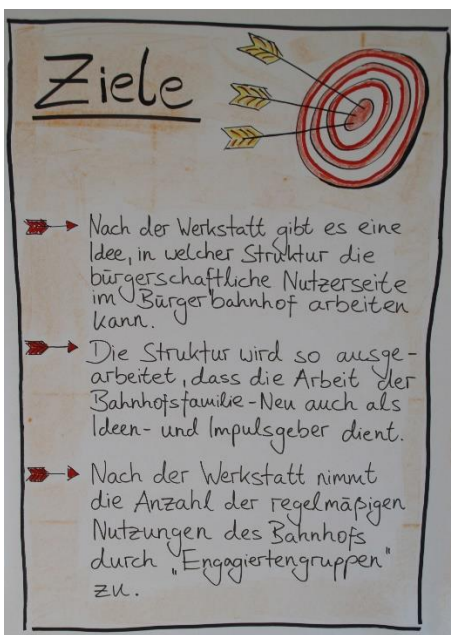 Ziele
Nach der Werkstatt gibt es eine
Idee, in welcher Struktur die
bürgerschaftliche Nutzerseite
im Bürgerbahnhof arbeiten
kann.
Die Struktur wird so ausge-
arbeitet, dass die Arbeit der
Bahnhofsfamilie-Neu auch als
Ideen- und Impulsgeber dient.
Nach der Werkstatt nimmt
die Anzahl der regelmäßigen
Nutzungen des Bahnhofs
durch „Engagiertengruppen"
zu.